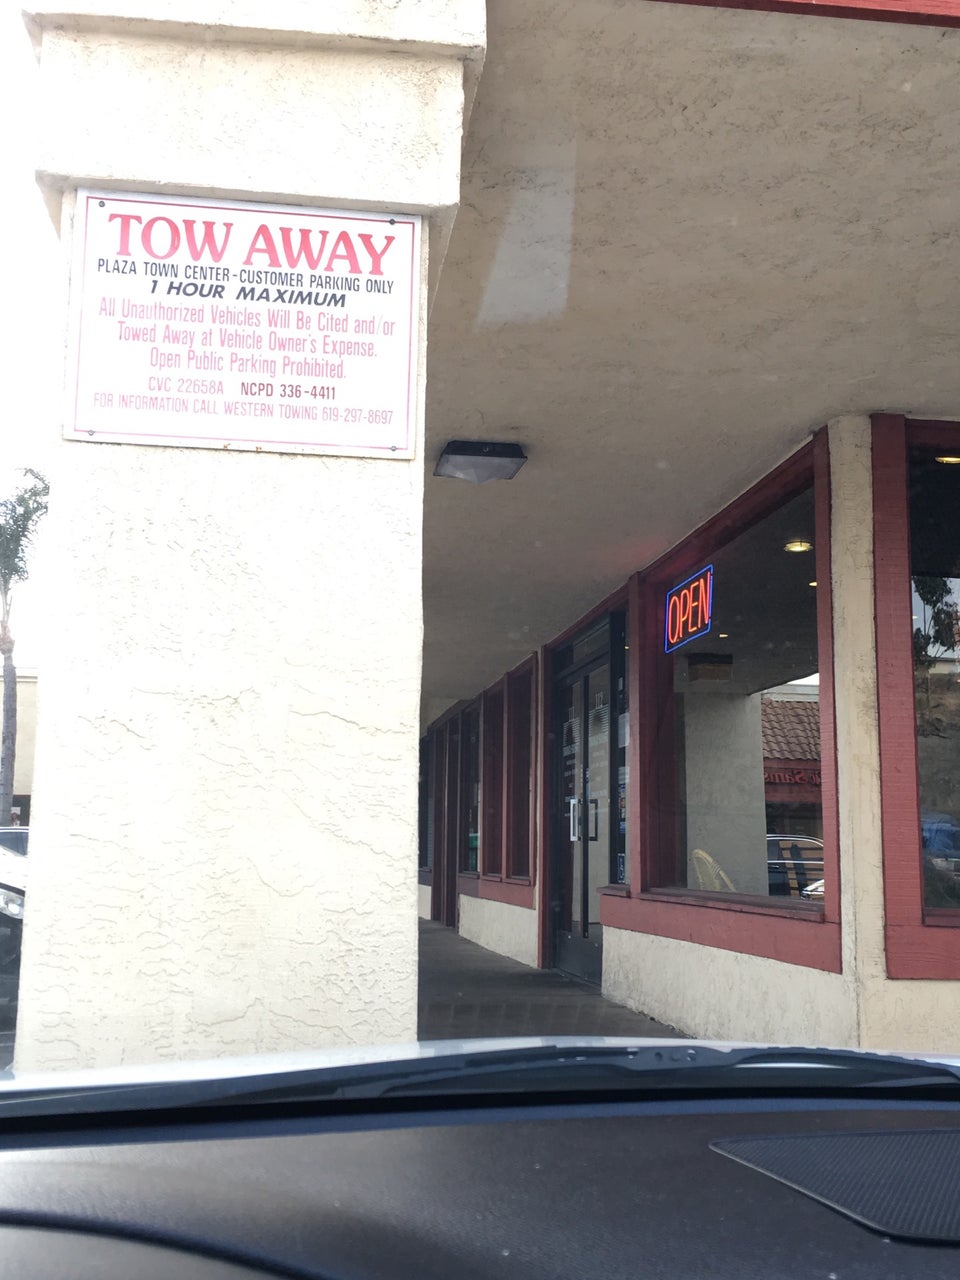 TOW AWAY
PLAZA TOWN CENTER-CUSTOMER PARKING ONLY
1 HOUR MAXIMUM
All Unauthorized Vehicles Will Be Cited and/or
Towed Away at Vehicle Owner's Expense.
Open Public Parking Prohibited.
CVC 22658A NCPD 336-4411
FOR INFORMATION CALL WESTERN TOWING 619-297-8697
OPEN
119